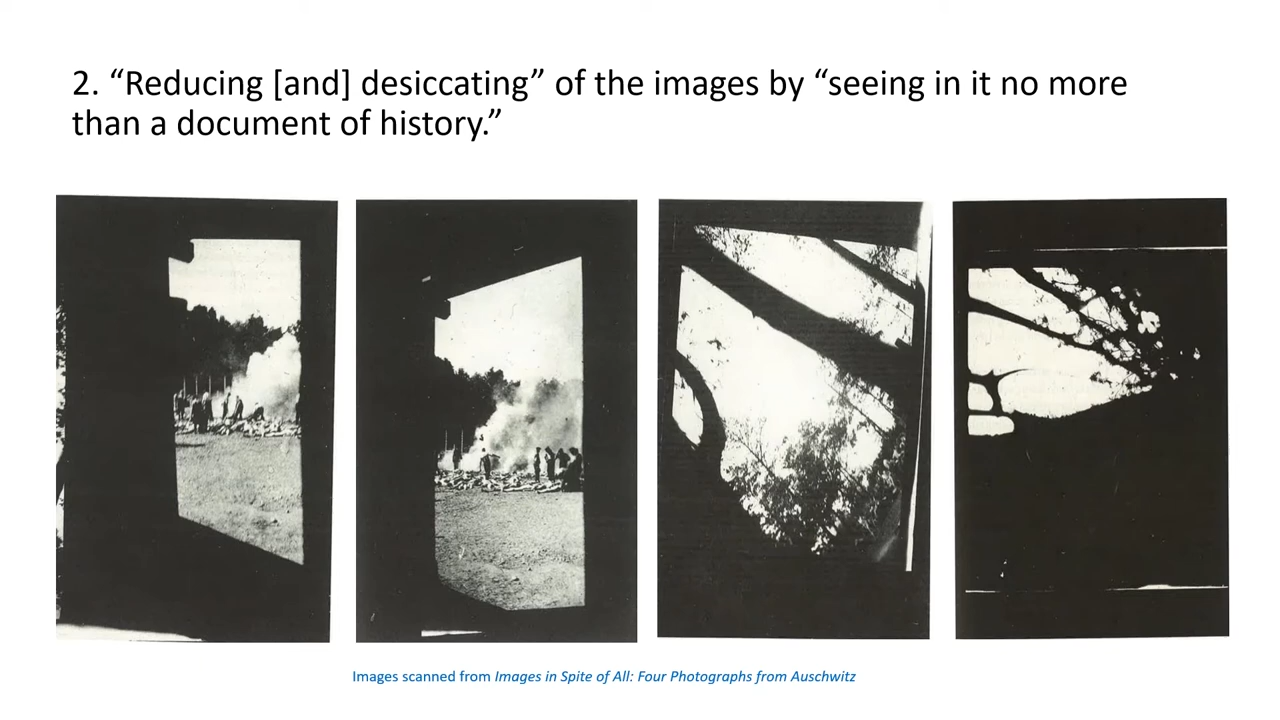 2. “Reducing [and] desiccating” of the images by “seeing in it no more
than a document of history.”
Images scanned from Images in Spite of All: Four Photographs from Auschwitz